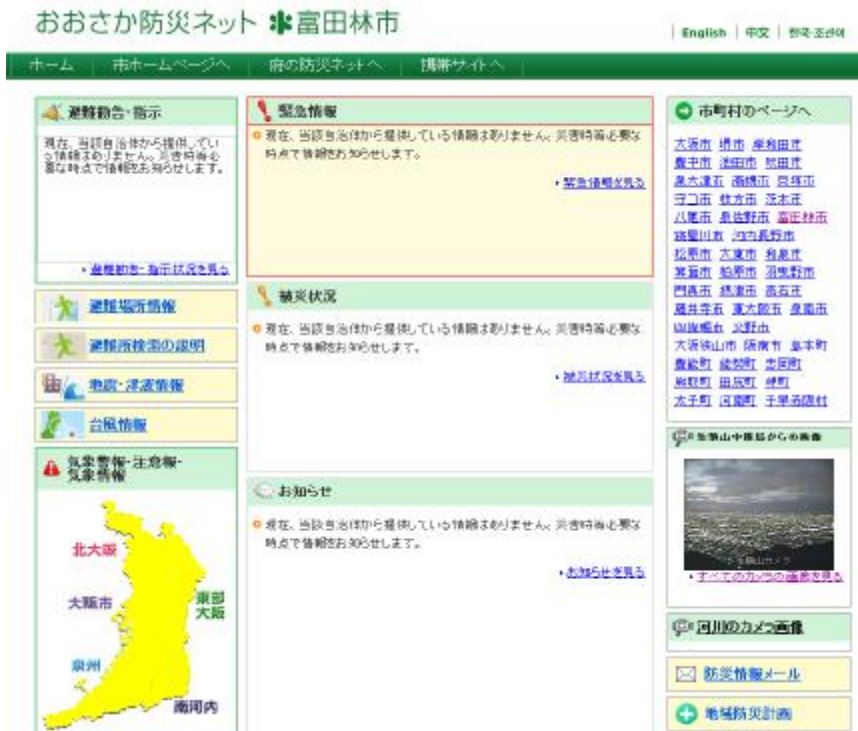 おおさか防災ネット 富田林市
English 中文 한국·조선어
ホーム 市ホームページへ 府の防災ネットへ 携帯サイトへ
避難勧告・指示
現在、当該自治体から提供してい
る情報はありません。災害時等必
要な時点で情報をお知らせします。
避難勧告・指示状況を見る
避難場所情報
避難所検索の説明
地震・津波情報
台風情報
気象警報・注意報・
気象情報
北大阪
大阪市
東部
大阪
泉州
南河内
緊急情報
現在、当該自治体から提供している情報はありません。災害時等必要な
時点で情報をお知らせします。
緊急情報を見る
被災状況
現在、当該自治体から提供している情報はありません。災害時等必要な
時点で情報をお知らせします。
被災状況を見る
お知らせ
現在、当該自治体から提供している情報はありません。災害時等必要な
時点で情報をお知らせします。
お知らせを見る
市町村のページへ
大阪市 堺市 岸和田市
豊中市 池田市 吹田市
泉大津市 高槻市 貝塚市
守口市 枚方市 茨木市
八尾市 泉佐野市 富田林市
寝屋川市 河内長野市
松原市 大東市 和泉市
箕面市 柏原市 羽曳野市
門真市 摂津市 高石市
藤井寺市 東大阪市 泉南市
四條畷市 交野市
大阪狭山市 阪南市 島本町
豊能町 能勢町 忠岡町
熊取町 田尻町 岬町
太子町 河南町 千早赤阪村
生駒山中継局からの画像
生駒山カメラ
すべてのカメラの画像を見る
河川のカメラ画像
防災情報メール
地域防災計画